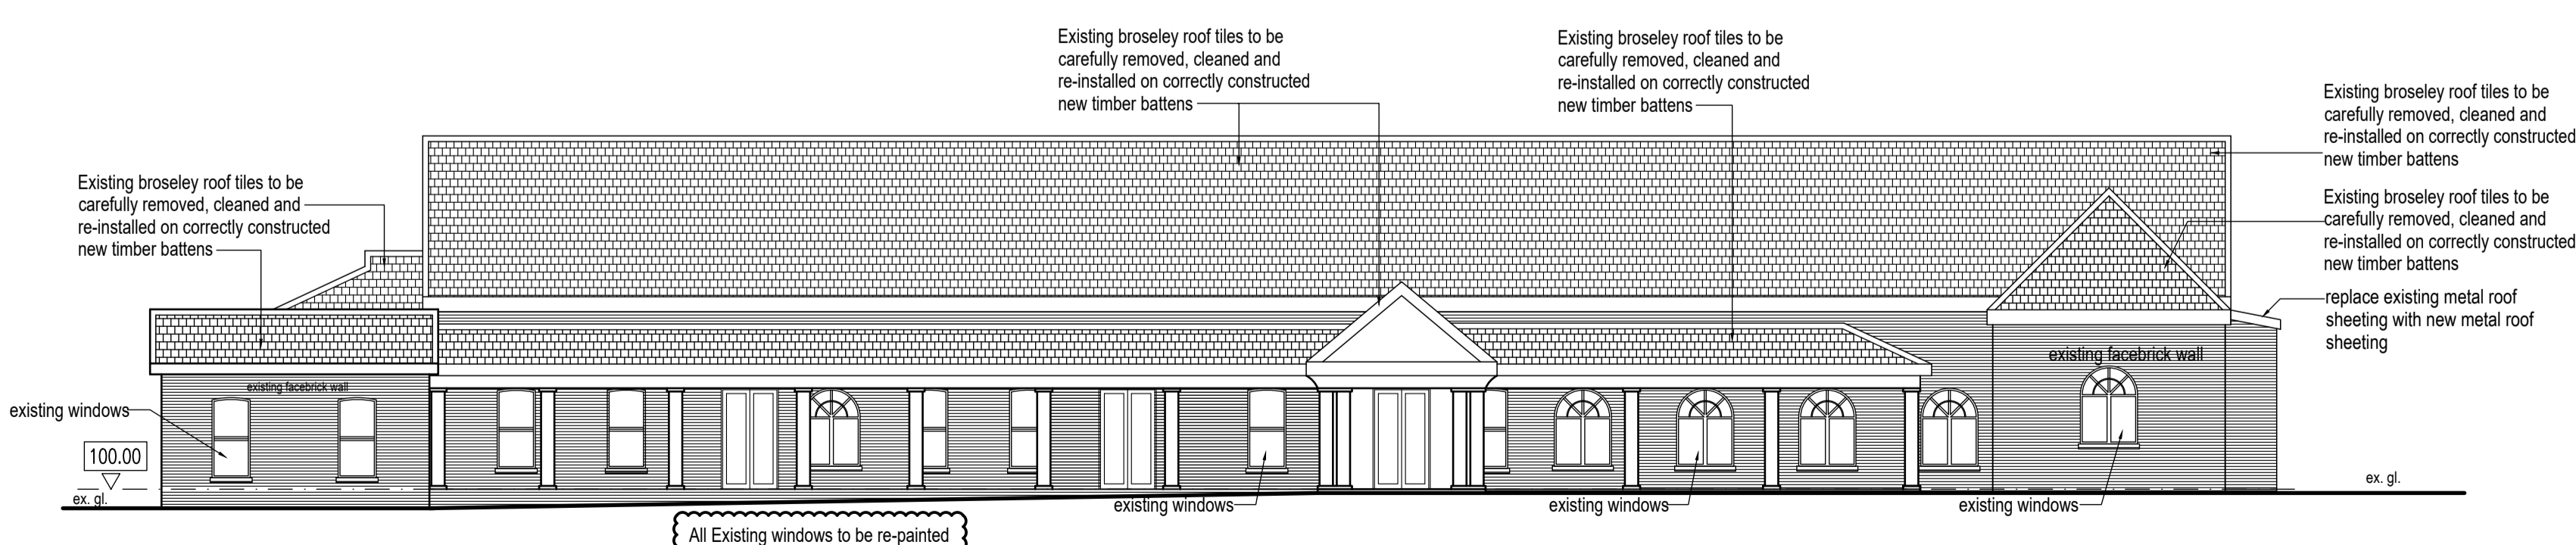 Existing broseley roof tiles to be
carefully removed, cleaned and
re-installed on correctly constructed
new timber battens
Existing broseley roof tiles to be
carefully removed, cleaned and
re-installed on correctly constructed
new timber battens
Existing broseley roof tiles to be
carefully removed, cleaned and
re-installed on correctly constructed
new timber battens
Existing broseley roof tiles to be
carefully removed, cleaned and
re-installed on correctly constructed
new timber battens
Existing broseley roof tiles to be
carefully removed, cleaned and
re-installed on correctly constructed
new timber battens
replace existing metal roof
sheeting with new metal roof
sheeting
existing facebrick wall
existing facebrick wall
existing windows
100.00
ex. gl.
ex. gl.
existing windows
existing windows
existing windows
All Existing windows to be re-painted